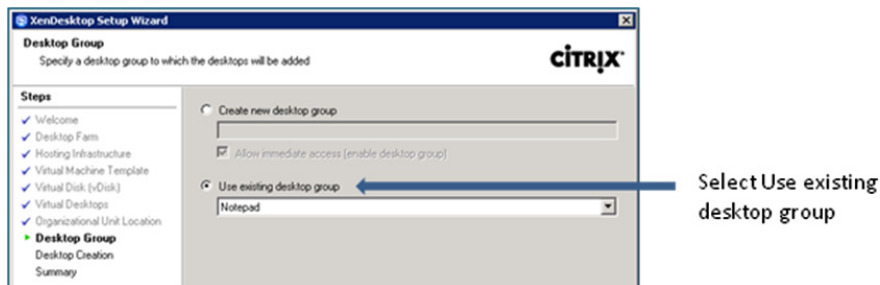 XenDesktop Setup Wizard
Desktop Group
Specify a desktop group to which the desktops will be added
CİTRIX
Steps
Welcome
Desktop Farm
Hosting Infrastructure
Virtual Machine Template
Virtual Disk (vDisk)
Virtual Desktops
Organizational Unit Location
Desktop Group
Desktop Creation
Summary
Create new desktop group
Allow immediate access (enable desktop group)
Use existing desktop group
Notepad
Select Use existing
desktop group